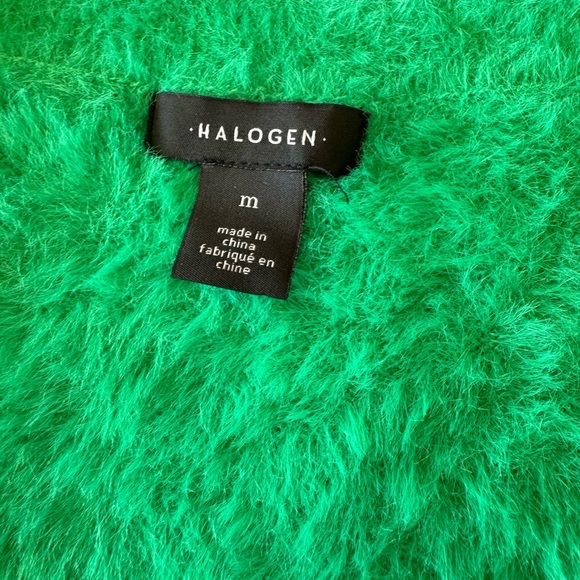 ·HALOGEN·
m
made in
china
fabriqué en
chine